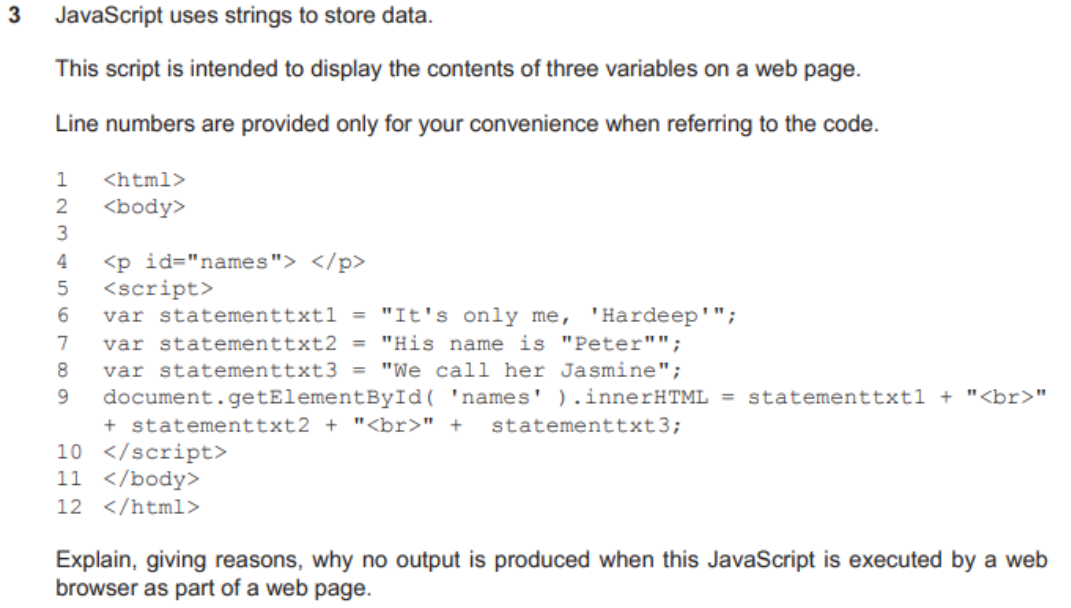 3 JavaScript uses strings to store data.
This script is intended to display the contents of three variables on a web page.
Line numbers are provided only for your convenience when referring to the code.
1 <html>
2 <body>
3
4 <p id="names"> </p>
5 <script>
6 var statementtxt1 = "It's only me, 'Hardeep'";
7 var statementtxt2 = "His name is "Peter"";
8 var statementtxt3 = "We call her Jasmine";
9 document.getElementById( 'names' ).innerHTML = statementtxt1 + "<br>"
+ statementtxt2 + "<br>" + statementtxt3;
10 </script>
11 </body>
12 </html>
Explain, giving reasons, why no output is produced when this JavaScript is executed by a web
browser as part of a web page.